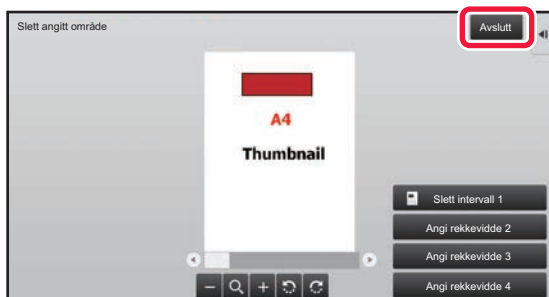 Slett angitt område
Avslutt
A4
Thumbnail
Slett intervall 1
Angi rekkevidde 2
Angi rekkevidde 3
Angi rekkevidde 4